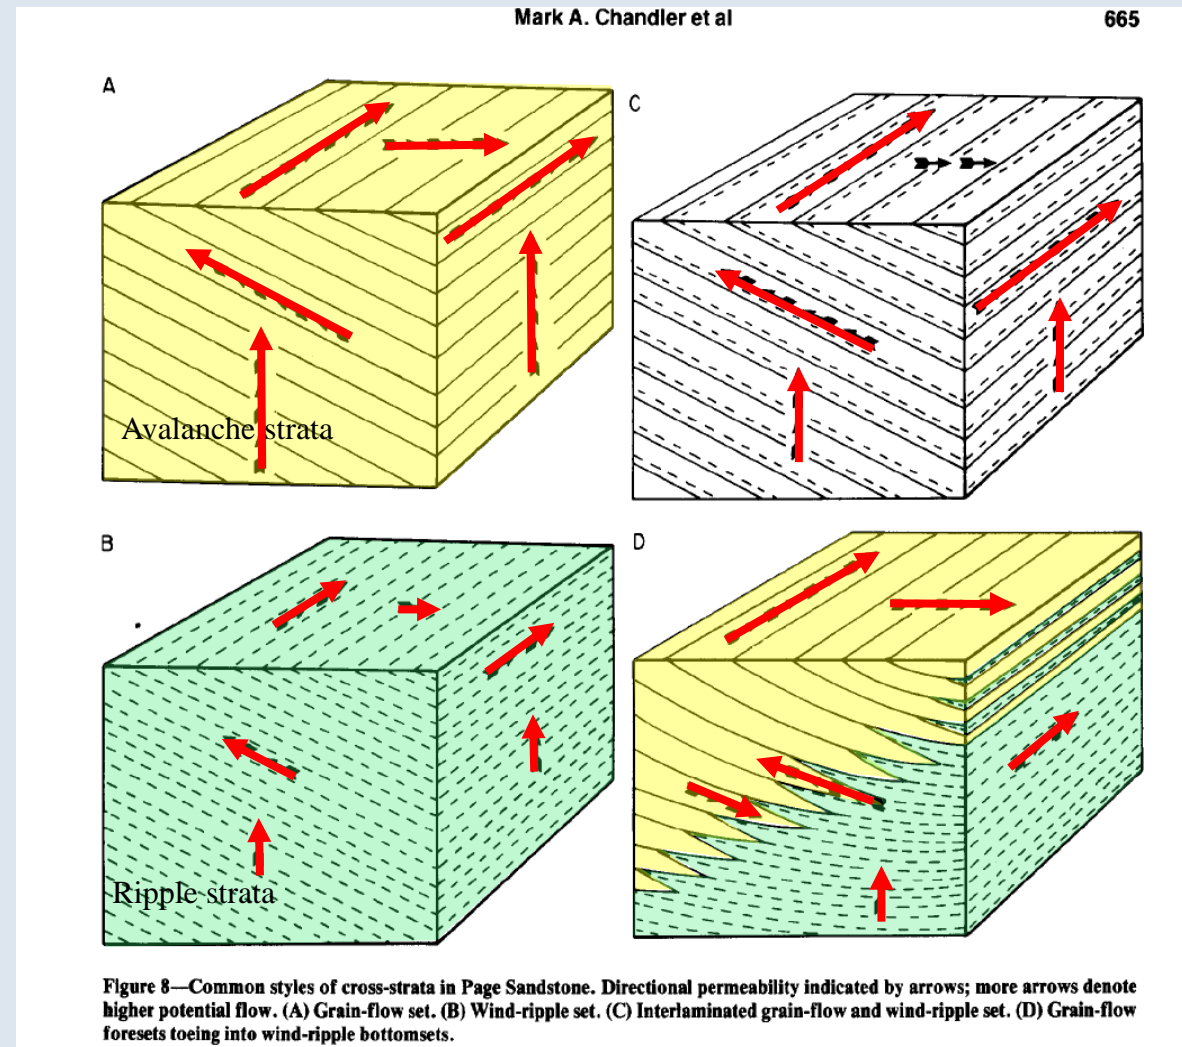 Mark A. Chandler et al 665
A
C
Avalanche strata
B
D
Ripple strata
Figure 8—Common styles of cross-strata in Page Sandstone. Directional permeability indicated by arrows; more arrows denote
higher potential flow. (A) Grain-flow set. (B) Wind-ripple set. (C) Interlaminated grain-flow and wind-ripple set. (D) Grain-flow
foresets toeing into wind-ripple bottomsets.